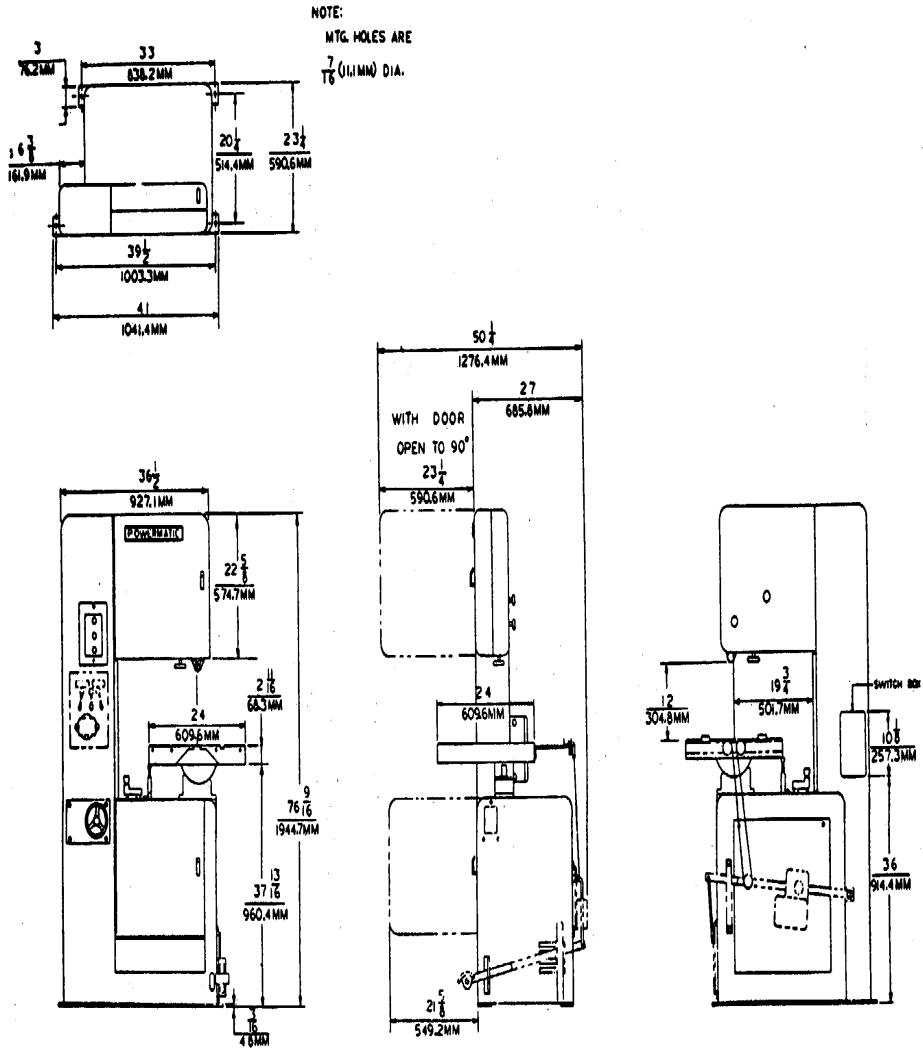 NOTE:
MTG. HOLES ARE
7/16 (11.1MM) DIA.
3
76.2MM
33
838.2MM
6 3/8
161.9MM
20 1/4
514.4MM
23 1/4
590.6MM
39 1/2
1003.3MM
41
1041.4MM
50 1/4
1276.4MM
27
685.8MM
WITH DOOR
OPEN TO 90°
23 1/4
590.6MM
36 1/2
927.1MM
POWERMATIC
22 5/8
574.7MM
2 11/16
68.3MM
24
609.6MM
76 9/16
1944.7MM
37 13/16
960.4MM
3/16
4.8MM
24
609.6MM
21 5/8
549.2MM
12
304.8MM
19 3/4
501.7MM
SWITCH BOX
10 1/8
257.3MM
36
914.4MM